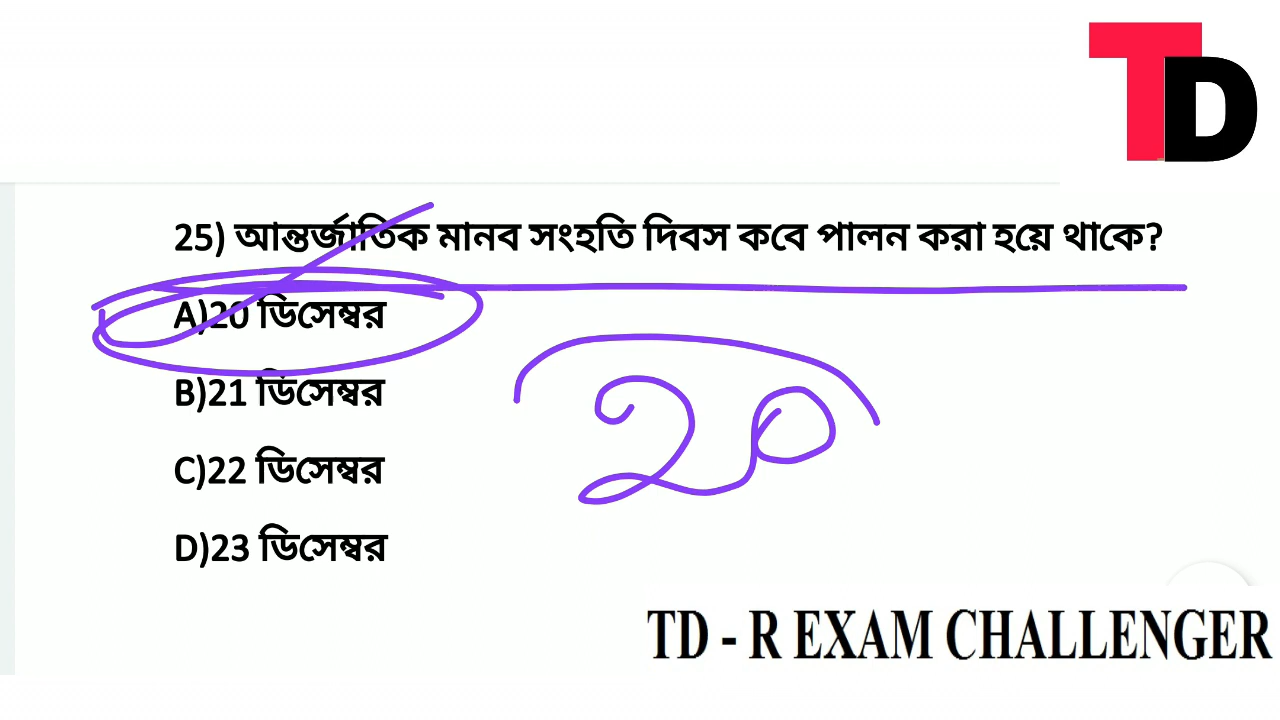 TD
25) আন্তর্জাতিক মানব সংহতি দিবস কবে পালন করা হয়ে থাকে?
A)20 ডিসেম্বর
B)21 ডিসেম্বর
20
C)22 ডিসেম্বর
D)23 ডিসেম্বর
TD - R EXAM CHALLENGER